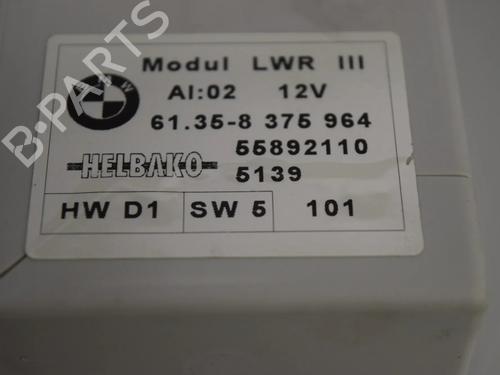 Modul LWR III
AI:02 12V
61.35-8 375 964
55892110
HELBAKO 5139
HW D1 SW 5 101
B-PARTS
BMW